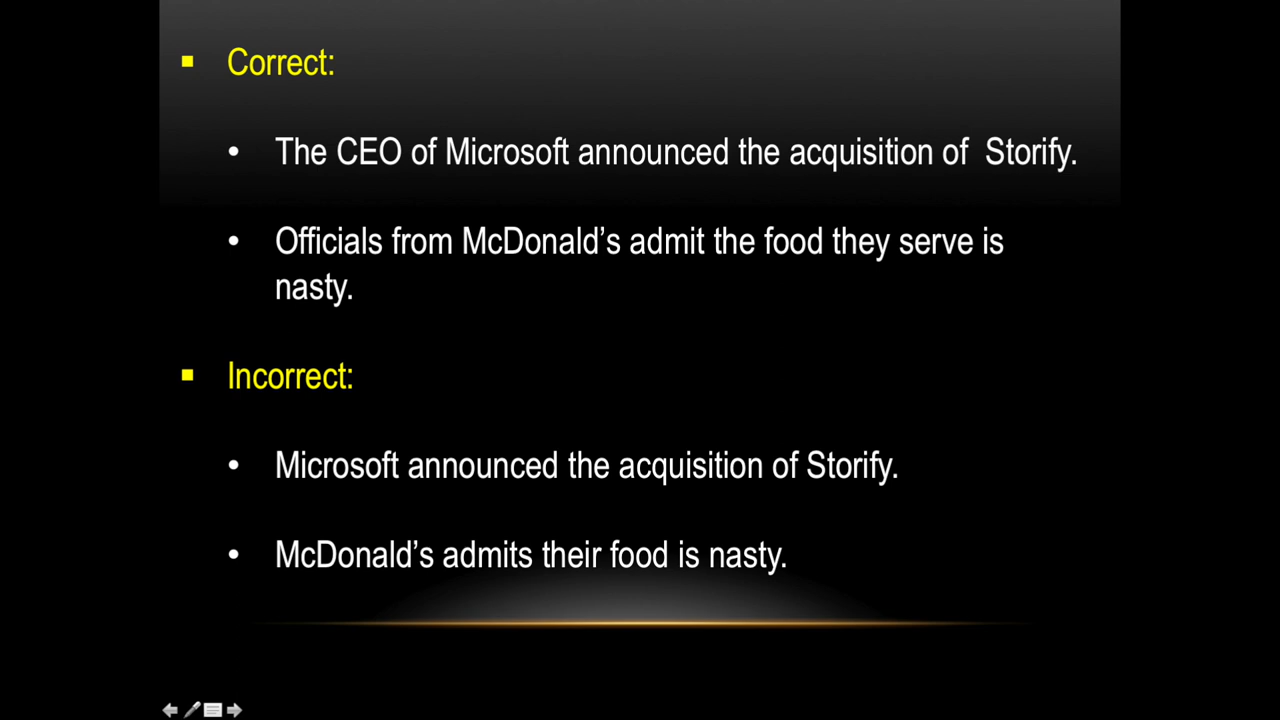 Correct:
The CEO of Microsoft announced the acquisition of  Storify.
Officials from McDonald’s admit the food they serve is
nasty.
Incorrect:
Microsoft announced the acquisition of Storify.
McDonald’s admits their food is nasty.